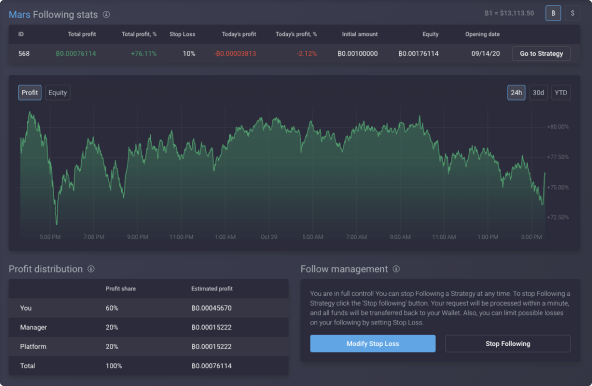 Mars Following stats
Ƀ1 = $13,113.50 Ƀ $
ID Total profit Total profit, % Stop Loss Today's profit Today's profit, % Initial amount Equity Opening date
568 Ƀ0.00076114 +76.11% 10% -Ƀ0.00003813 -2.12% Ƀ0.00100000 Ƀ0.00176114 09/14/20 Go to Strategy
Profit Equity 24h 30d YTD
+80.00%
+77.50%
+75.00%
+72.50%
5:00 PM 7:00 PM 9:00 PM 11:00 PM 1:00 AM Oct 29 5:00 AM 7:00 AM 9:00 AM 11:00 AM 1:00 PM 3:00 PM
Profit distribution
Profit share Estimated profit
You 60% Ƀ0.00045670
Manager 20% Ƀ0.00015222
Platform 20% Ƀ0.00015222
Total 100% Ƀ0.00076114
Follow management
You are in full control! You can stop Following a Strategy at any time. To stop Following a
Strategy click the 'Stop following' button. Your request will be processed within a minute,
and all funds will be transferred back to your Wallet. Also, you can limit possible losses
on your following by setting Stop Loss.
Modify Stop Loss Stop Following